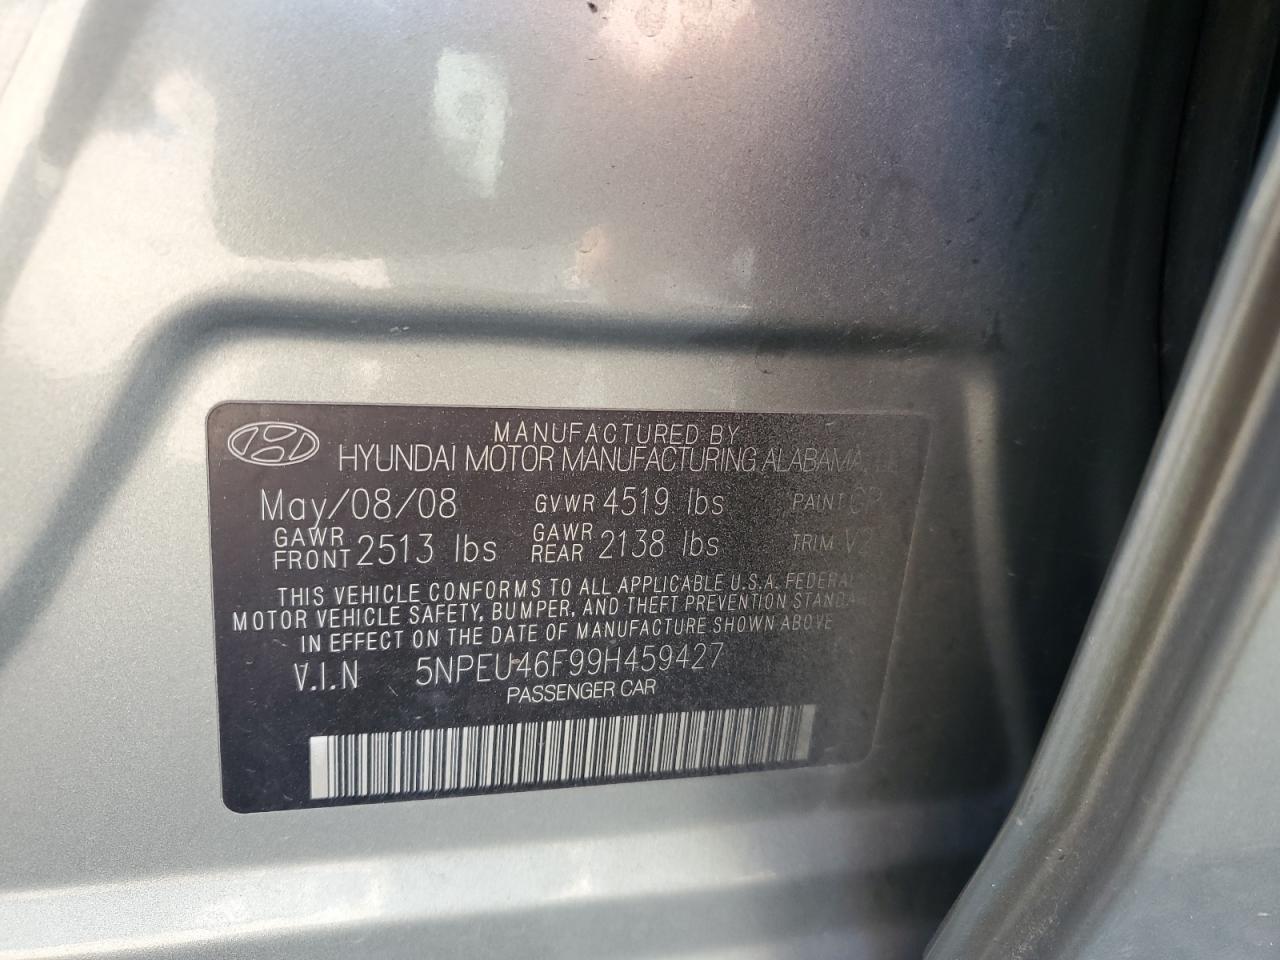 MANUFACTURED BY
HYUNDAI MOTOR MANUFACTURING ALABAMA,
May/08/08 GVWR 4519 lbs PAINT
GAWR FRONT 2513 lbs GAWR REAR 2138 lbs TRIM
THIS VEHICLE CONFORMS TO ALL APPLICABLE U.S.A. FEDERAL
MOTOR VEHICLE SAFETY, BUMPER, AND THEFT PREVENTION
IN EFFECT ON THE DATE OF MANUFACTURE SHOWN ABOVE
V.I.N 5NPEU46F99H459427
PASSENGER CAR